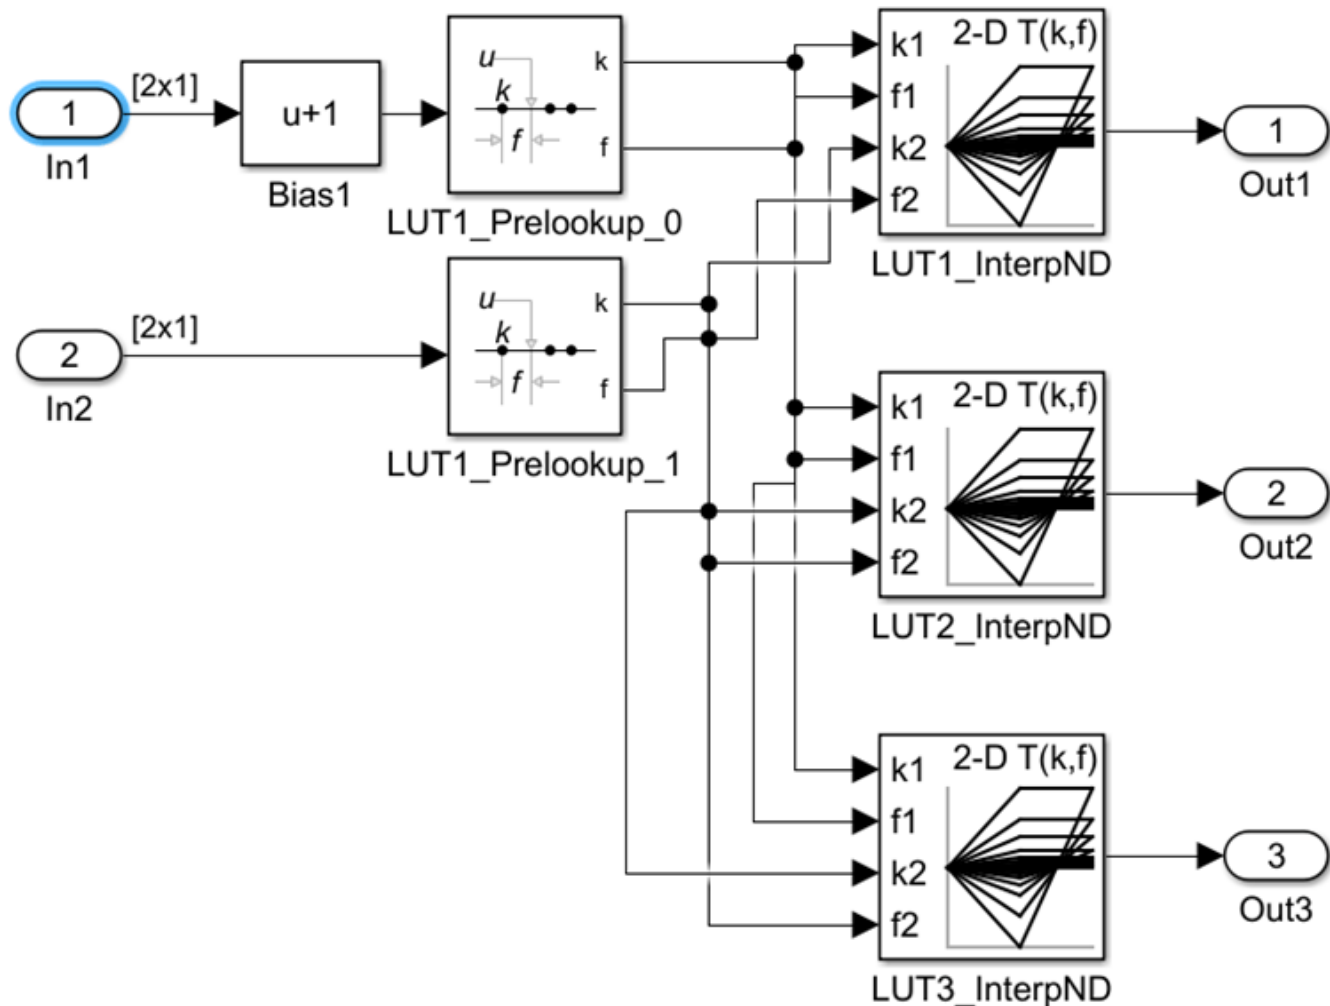 1
In1
[2x1]
u+1
Bias1
u
k
f
k
f
LUT1_Prelookup_0
2
In2
[2x1]
u
k
f
k
f
LUT1_Prelookup_1
2-D T(k,f)
k1
f1
k2
f2
LUT1_InterpND
1
Out1
2-D T(k,f)
k1
f1
k2
f2
LUT2_InterpND
2
Out2
2-D T(k,f)
k1
f1
k2
f2
LUT3_InterpND
3
Out3